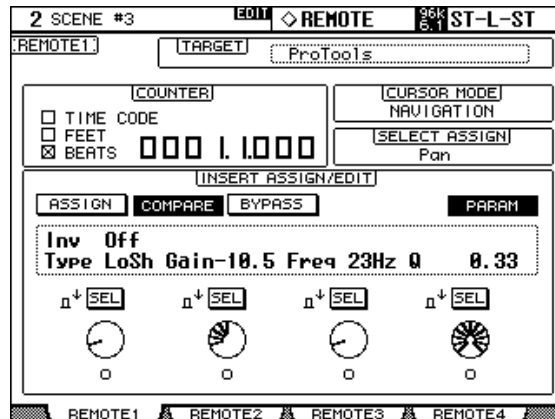 2 SCENE #3 EDIT ◇REMOTE 96k 6.1 ST-L-ST
REMOTE1 TARGET ProTools
COUNTER
CURSOR MODE
NAVIGATION
TIME CODE
FEET
BEATS 000 1. 1.000
SELECT ASSIGN
Pan
INSERT ASSIGN/EDIT
ASSIGN COMPARE BYPASS PARAM
Inv Off
Type LoSh Gain-10.5 Freq 23Hz Q 0.33
SEL SEL SEL SEL
REMOTE1 REMOTE2 REMOTE3 REMOTE4